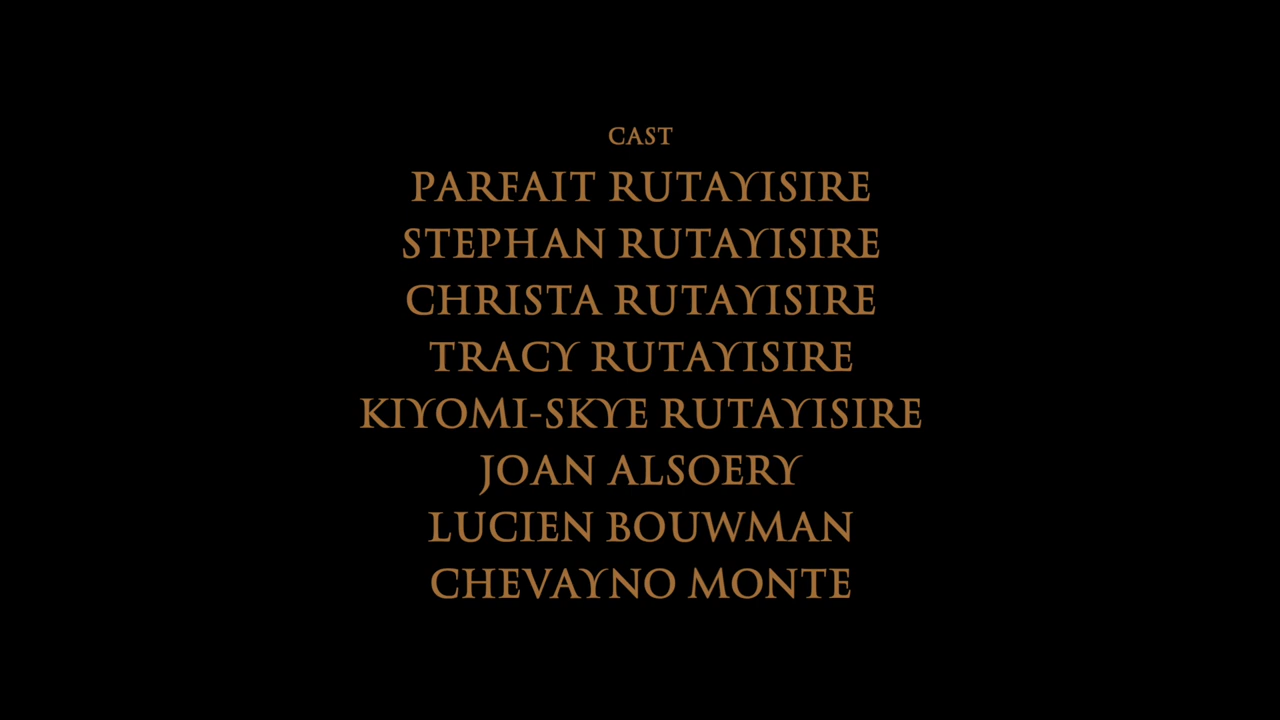 CAST
PARFAIT RUTAYISIRE
STEPHAN RUTAYISIRE
CHRISTA RUTAYISIRE
TRACY RUTAYISIRE
KIYOMI-SKYE RUTAYISIRE
JOAN ALSOERY
LUCIEN BOUWMAN
CHEVAYNO MONTE